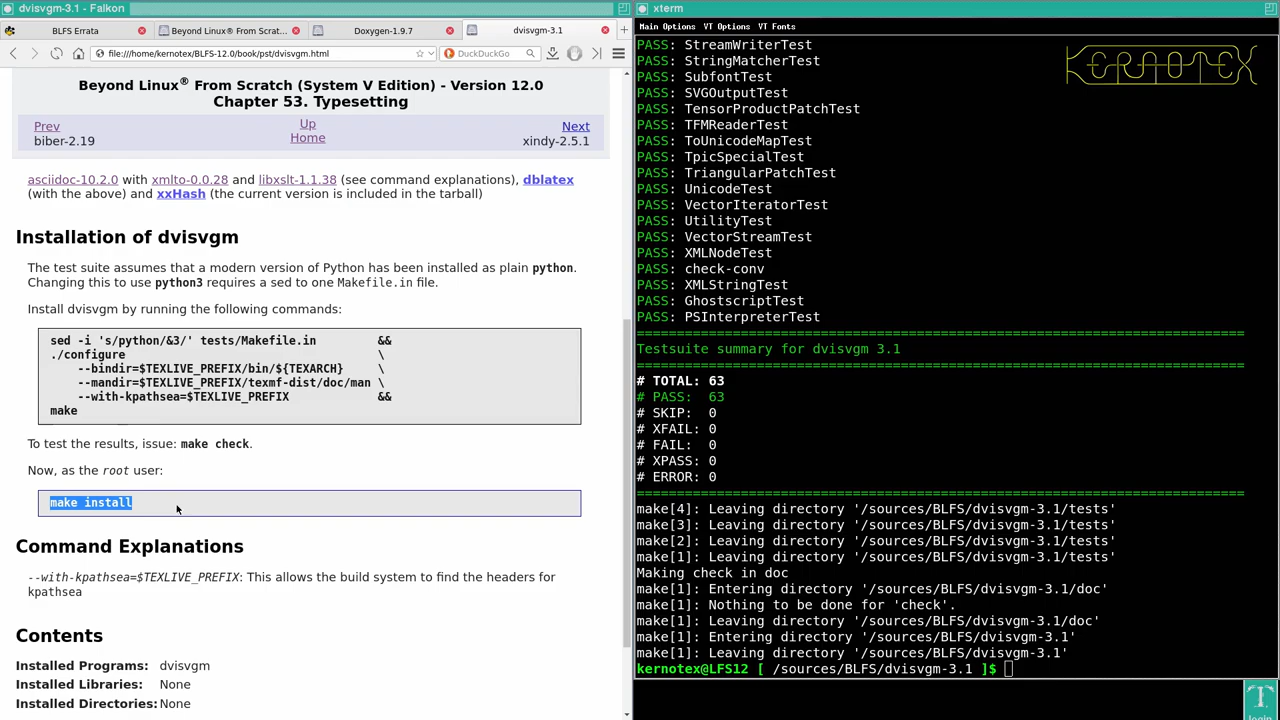 dvisvgm-3.1 - Falkon
BLFS Errata
Beyond Linux® From Scrat...
Doxygen-1.9.7
dvisvgm-3.1
file:///home/kernotex/BLFS-12.0/book/pst/dvisvgm.html
DuckDuckGo
Beyond Linux® From Scratch (System V Edition) - Version 12.0
Chapter 53. Typesetting
Prev
Up
Next
biber-2.19
Home
xindy-2.5.1
asciidoc-10.2.0 with xmlto-0.0.28 and libxslt-1.1.38 (see command explanations), dblatex
(with the above) and xxHash (the current version is included in the tarball)
Installation of dvisvgm
The test suite assumes that a modern version of Python has been installed as plain python.
Changing this to use python3 requires a sed to one Makefile.in file.
Install dvisvgm by running the following commands:
sed -i 's/python/&3/' tests/Makefile.in &&
./configure \
--bindir=$TEXLIVE_PREFIX/bin/${TEXARCH} \
--mandir=$TEXLIVE_PREFIX/texmf-dist/doc/man \
--with-kpathsea=$TEXLIVE_PREFIX &&
make
To test the results, issue: make check.
Now, as the root user:
make install
Command Explanations
--with-kpathsea=$TEXLIVE_PREFIX: This allows the build system to find the headers for
kpathsea
Contents
Installed Programs: dvisvgm
Installed Libraries: None
Installed Directories: None
xterm
Main Options VT Options VT Fonts
KERNOTEX
PASS: StreamWriterTest
PASS: StringMatcherTest
PASS: SubfontTest
PASS: SVGOutputTest
PASS: TensorProductPatchTest
PASS: TFMReaderTest
PASS: ToUnicodeMapTest
PASS: TpicSpecialTest
PASS: TriangularPatchTest
PASS: UnicodeTest
PASS: VectorIteratorTest
PASS: UtilityTest
PASS: VectorStreamTest
PASS: XMLNodeTest
PASS: check-conv
PASS: XMLStringTest
PASS: GhostscriptTest
PASS: PSInterpreterTest
============================================================================
Testsuite summary for dvisvgm 3.1
============================================================================
# TOTAL: 63
# PASS: 63
# SKIP: 0
# XFAIL: 0
# FAIL: 0
# XPASS: 0
# ERROR: 0
============================================================================
make[4]: Leaving directory '/sources/BLFS/dvisvgm-3.1/tests'
make[3]: Leaving directory '/sources/BLFS/dvisvgm-3.1/tests'
make[2]: Leaving directory '/sources/BLFS/dvisvgm-3.1/tests'
make[1]: Leaving directory '/sources/BLFS/dvisvgm-3.1/tests'
Making check in doc
make[1]: Entering directory '/sources/BLFS/dvisvgm-3.1/doc'
make[1]: Nothing to be done for 'check'.
make[1]: Leaving directory '/sources/BLFS/dvisvgm-3.1/doc'
make[1]: Entering directory '/sources/BLFS/dvisvgm-3.1'
make[1]: Leaving directory '/sources/BLFS/dvisvgm-3.1'
kernotex@LFS12 [ /sources/BLFS/dvisvgm-3.1 ]$
login